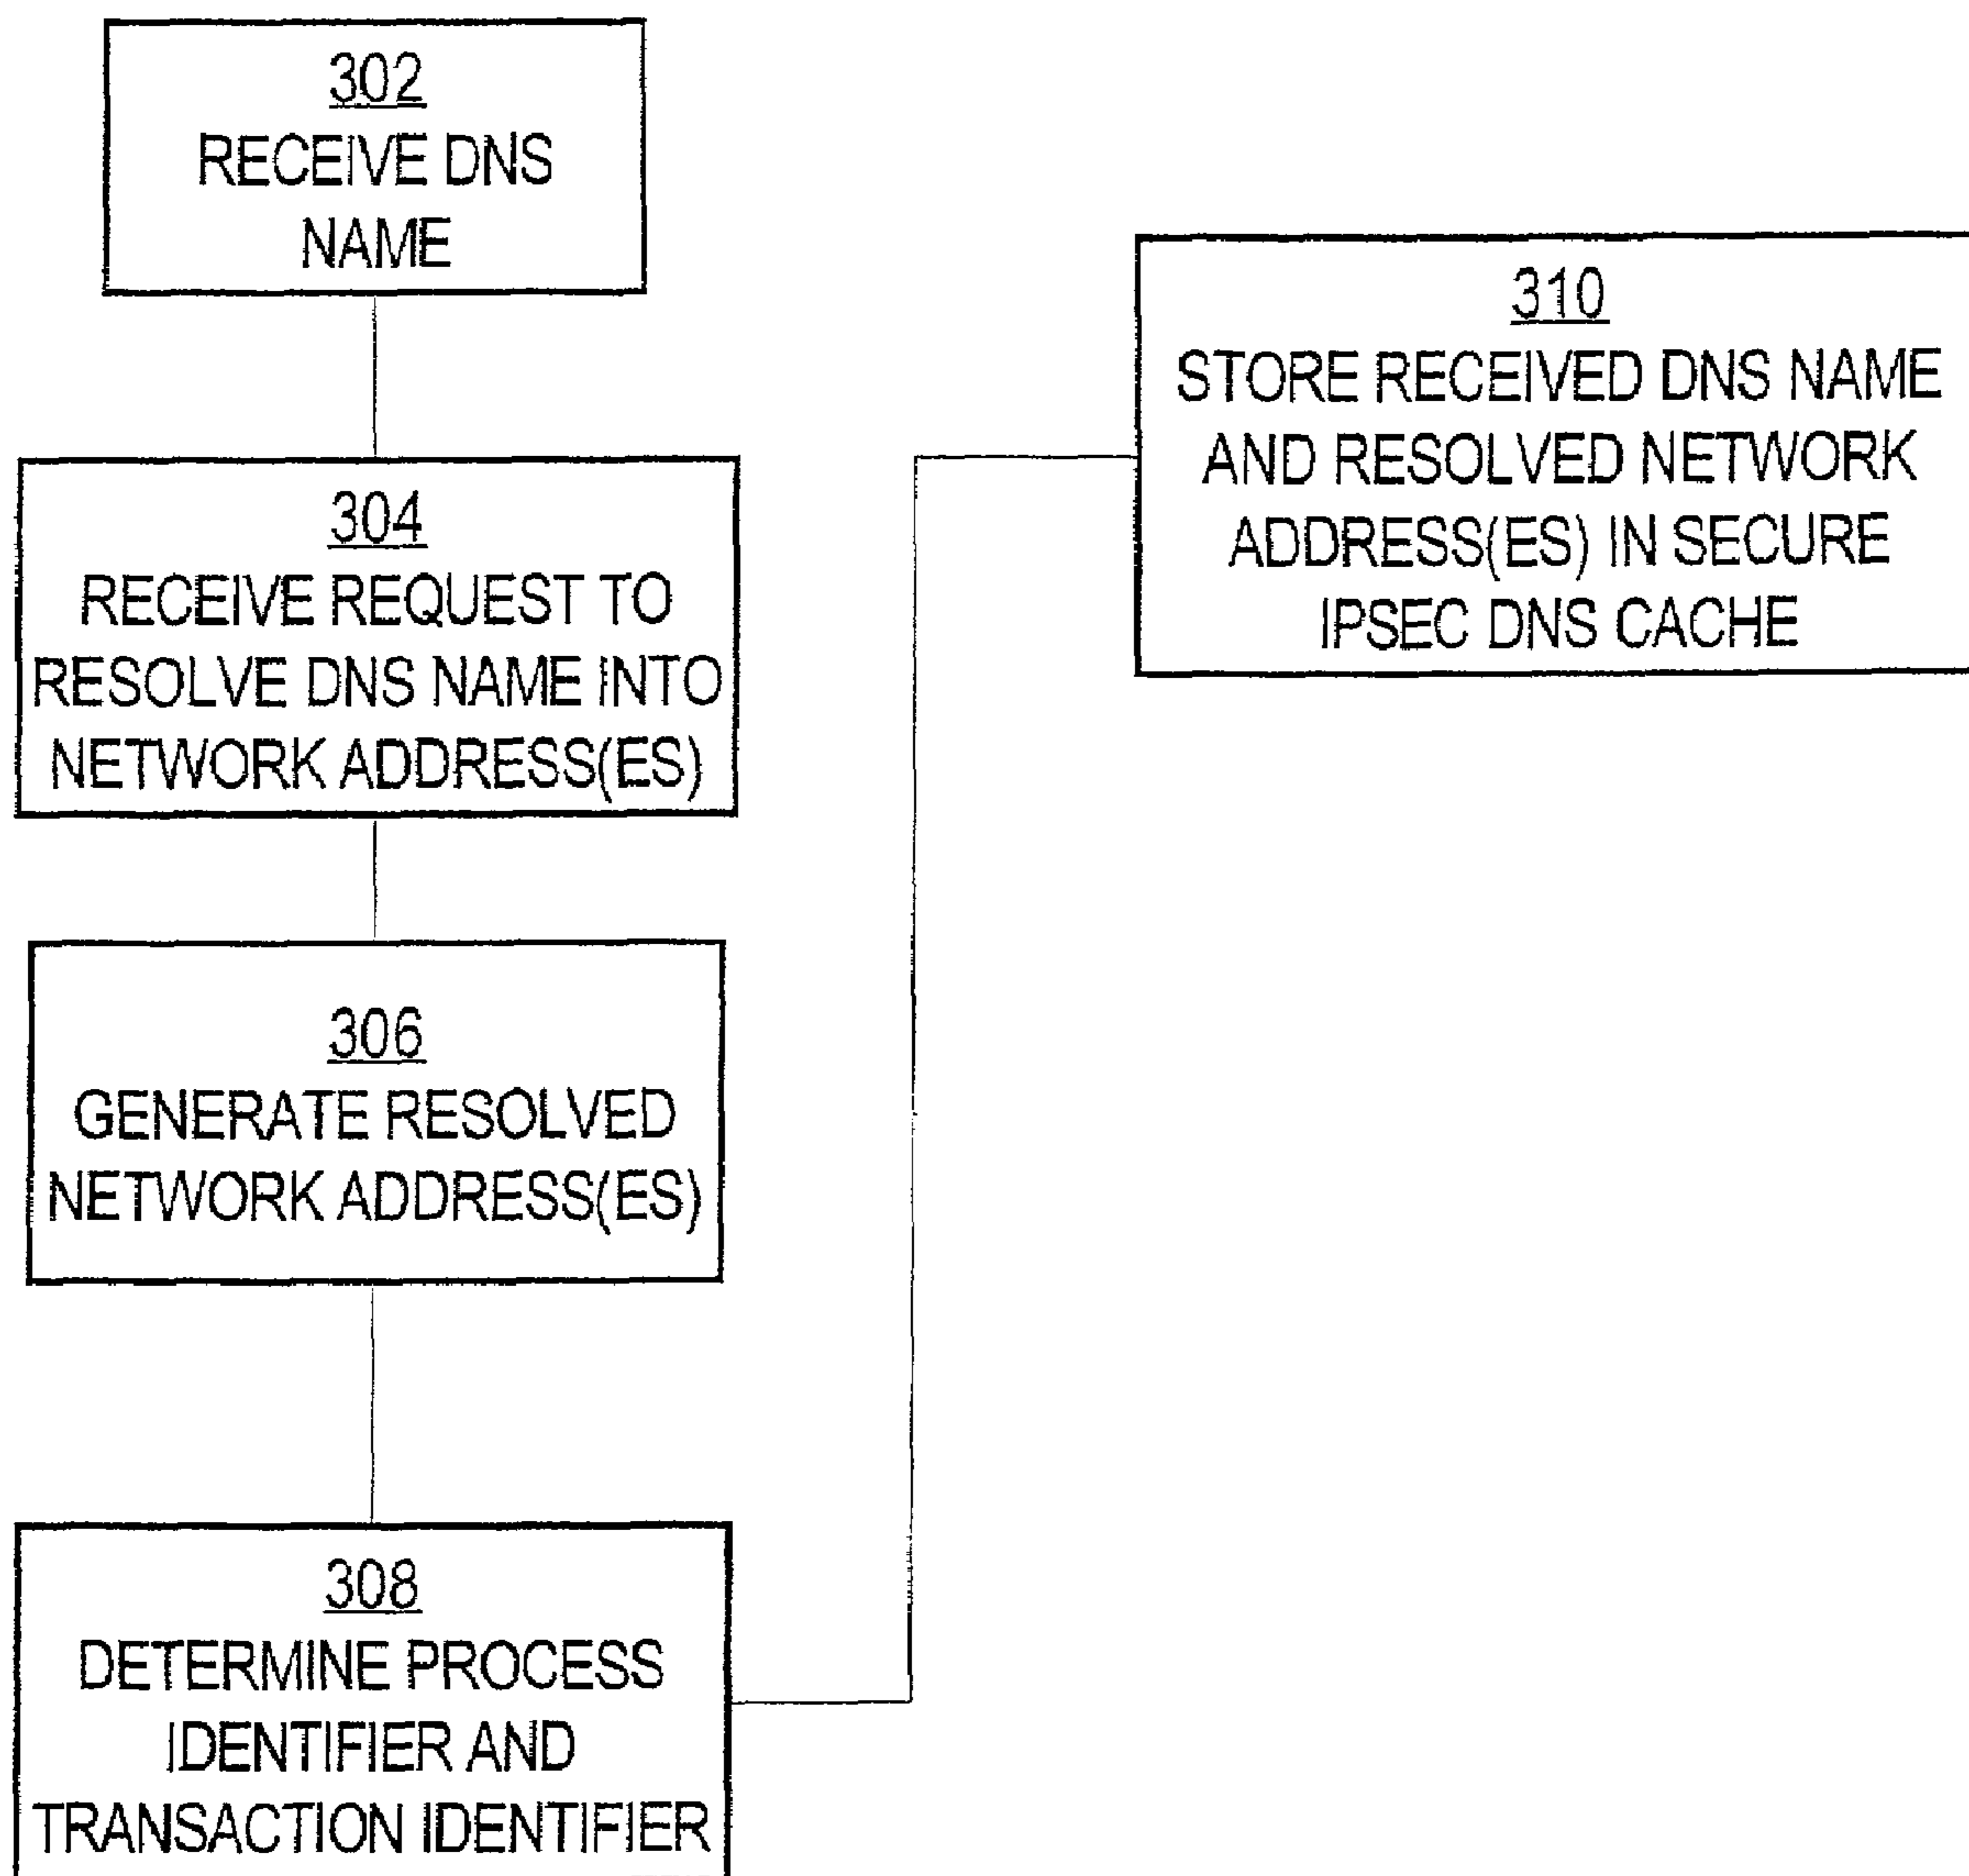 302
RECEIVE DNS
NAME
304
RECEIVE REQUEST TO
RESOLVE DNS NAME INTO
NETWORK ADDRESS(ES)
306
GENERATE RESOLVED
NETWORK ADDRESS(ES)
308
DETERMINE PROCESS
IDENTIFIER AND
TRANSACTION IDENTIFIER
310
STORE RECEIVED DNS NAME
AND RESOLVED NETWORK
ADDRESS(ES) IN SECURE
IPSEC DNS CACHE